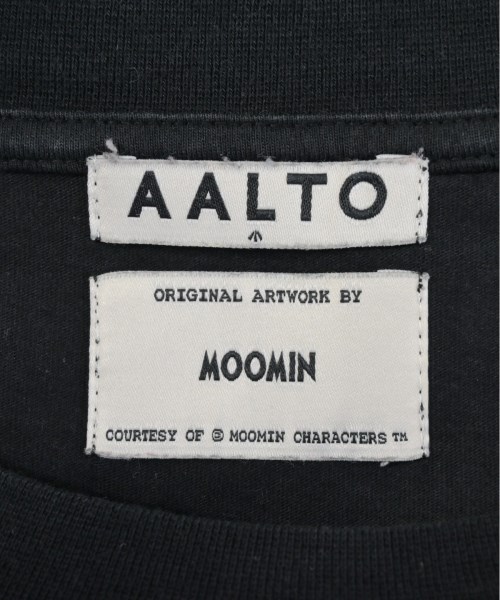 AALTO
ORIGINAL ARTWORK BY
MOOMIN
COURTESY OF © MOOMIN CHARACTERS ™